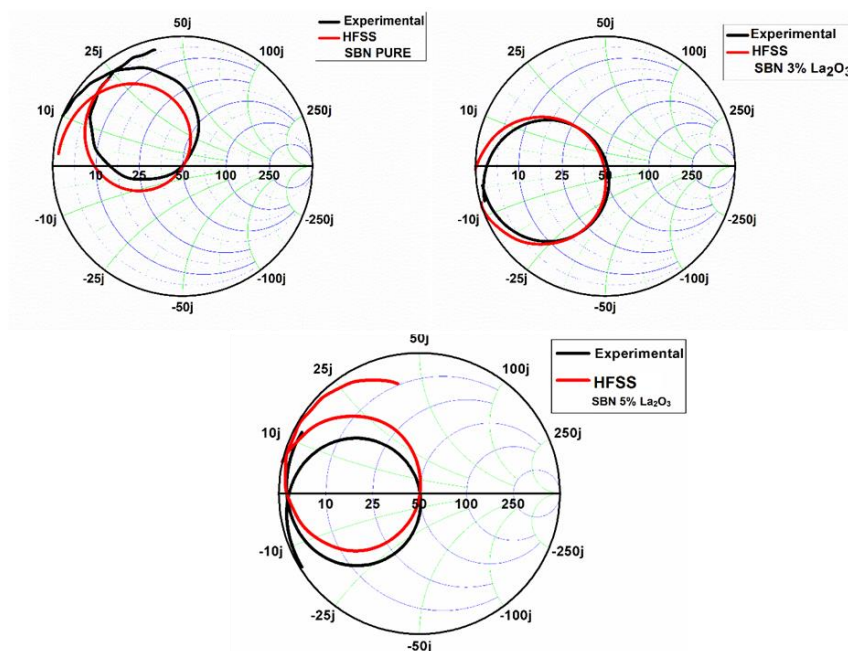 50j
25j
100j
10j
250j
10 25 50 100 250
-10j
-250j
-25j
-100j
-50j
Experimental
HFSS
SBN PURE
50j
25j
100j
10j
250j
10 25 50 100 250
-10j
-250j
-25j
-100j
-50j
Experimental
HFSS
SBN 3% La₂O₃
50j
25j
100j
10j
250j
10 25 50 100 250
-10j
-250j
-25j
-100j
-50j
Experimental
HFSS
SBN 5% La₂O₃